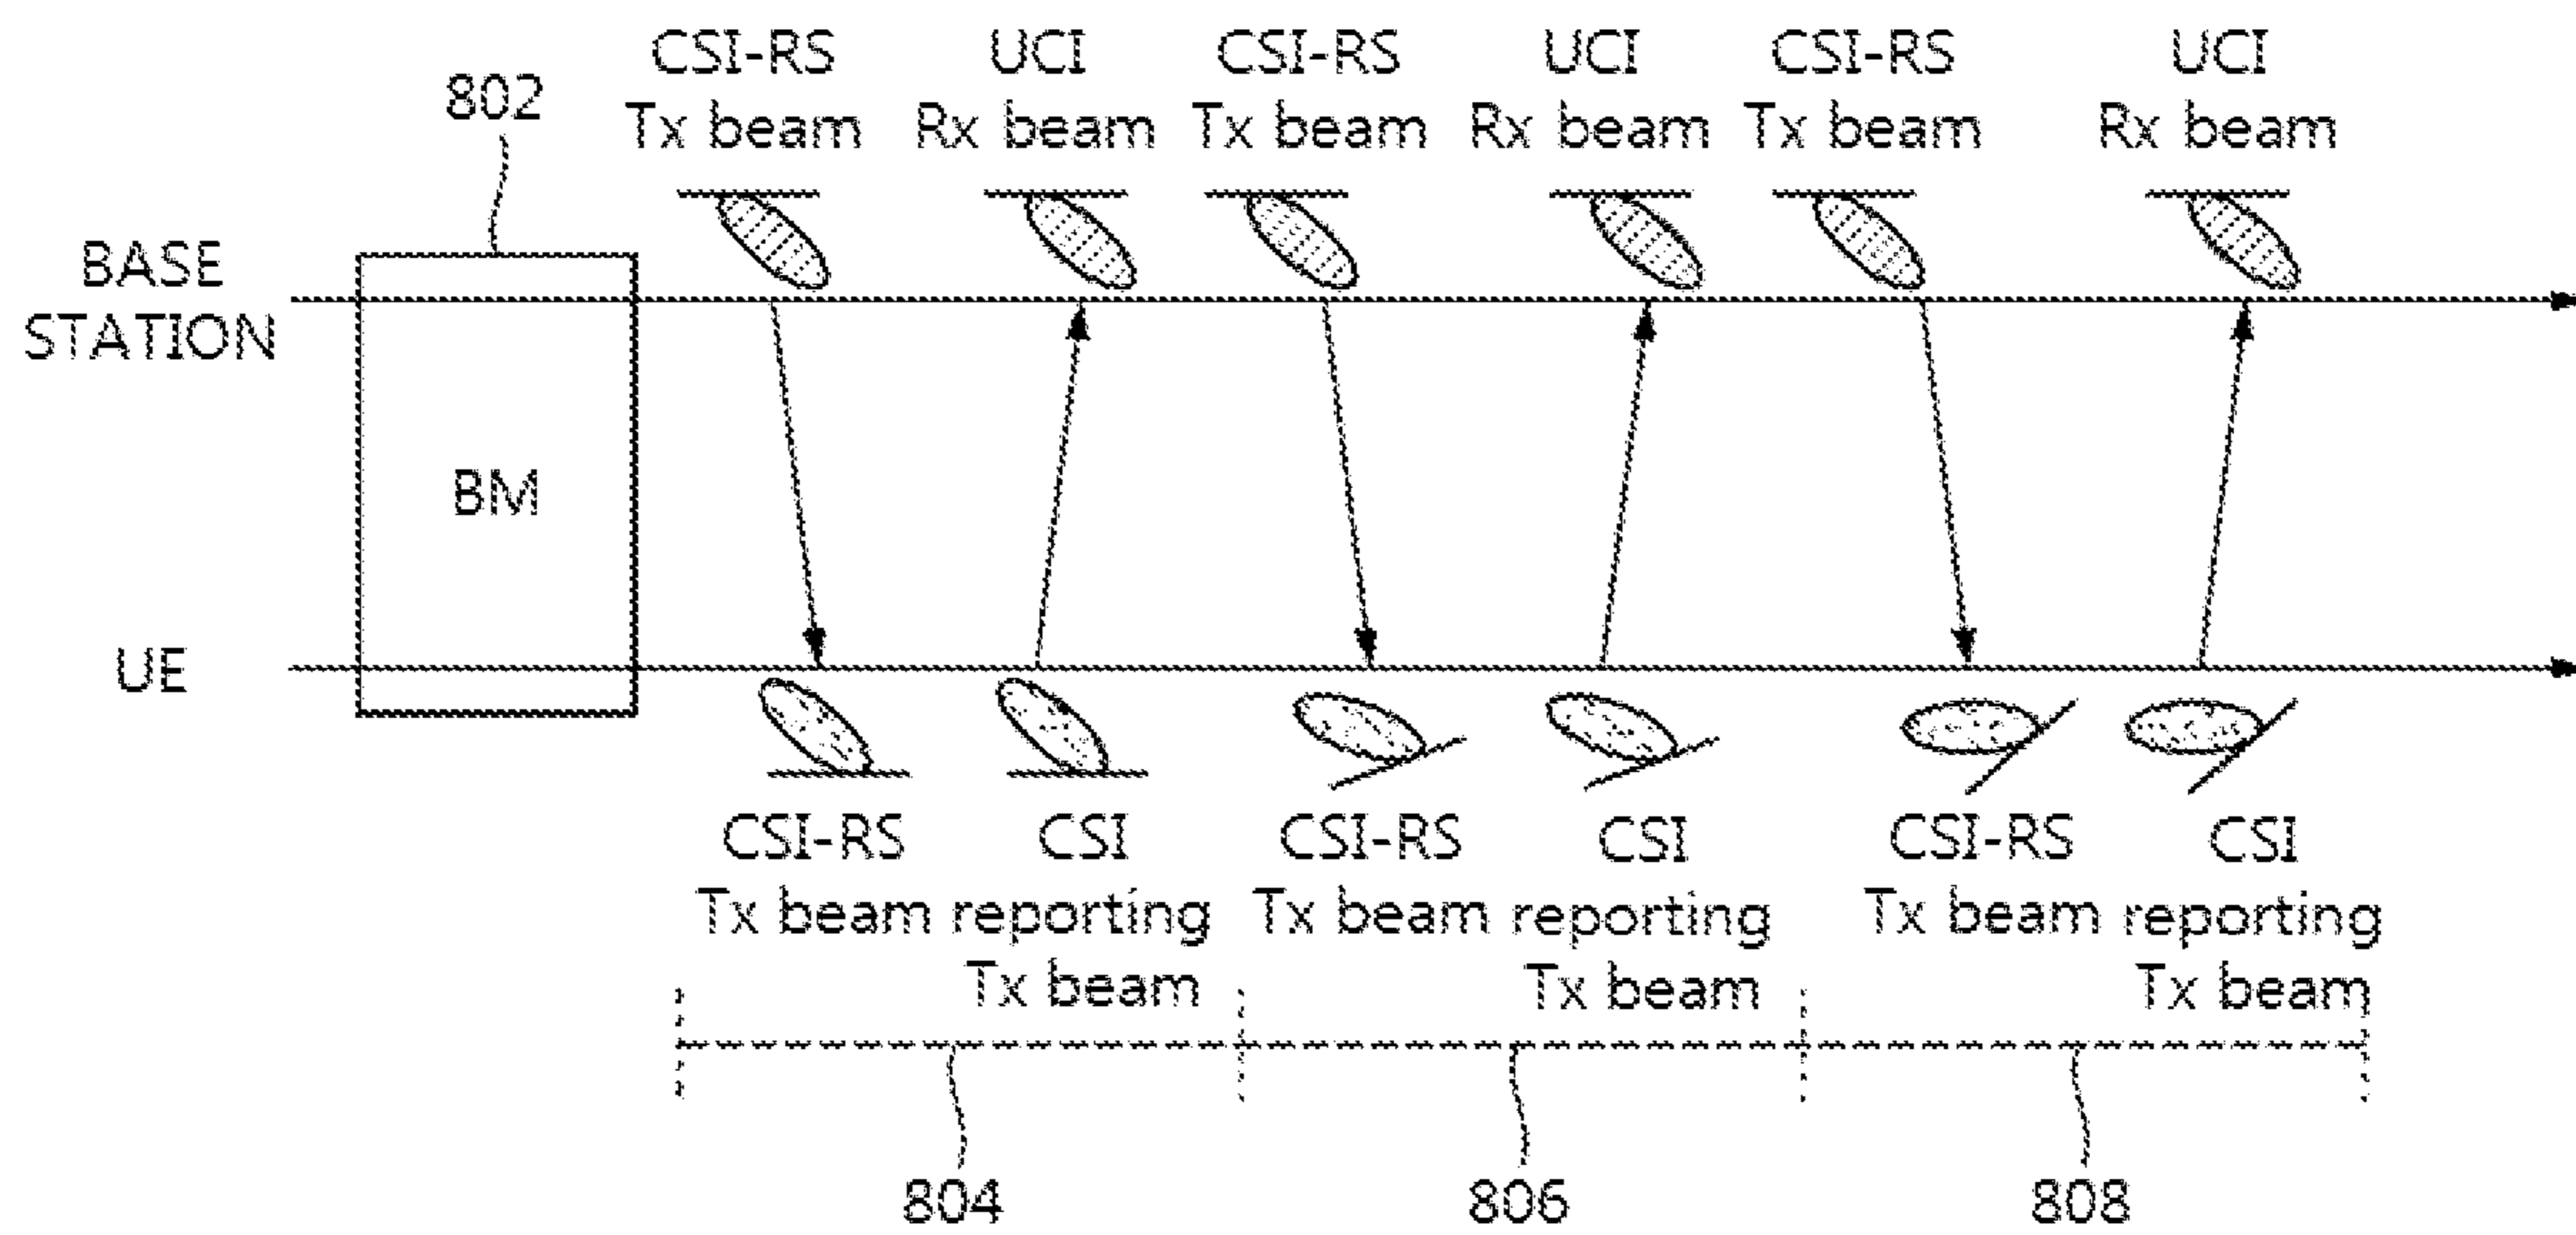 802
CSI-RS
Tx beam
UCI
Rx beam
CSI-RS
Tx beam
UCI
Rx beam
CSI-RS
Tx beam
UCI
Rx beam
BASE
STATION
BM
UE
CSI-RS
Tx beam
CSI
reporting
Tx beam
CSI-RS
Tx beam
CSI
reporting
Tx beam
CSI-RS
Tx beam
CSI
reporting
Tx beam
804
806
808